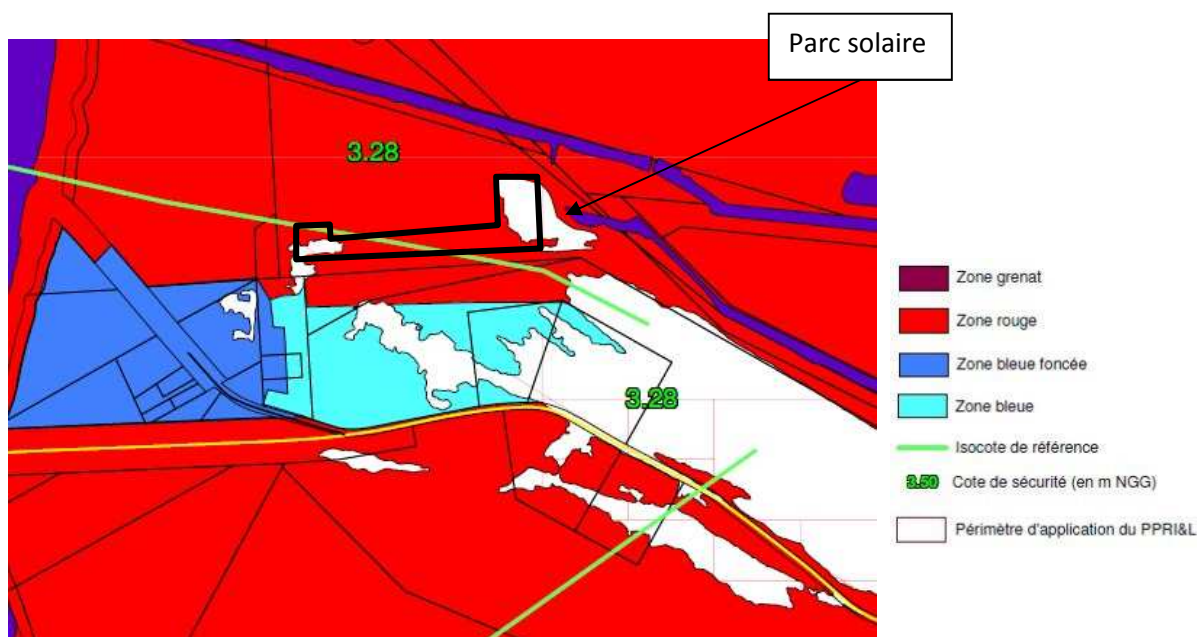 Parc solaire
3.28
3.28
Zone grenat
Zone rouge
Zone bleue foncée
Zone bleue
Isocote de référence
3.50 Cote de sécurité (en m NGG)
Périmètre d'application du PPRI&L